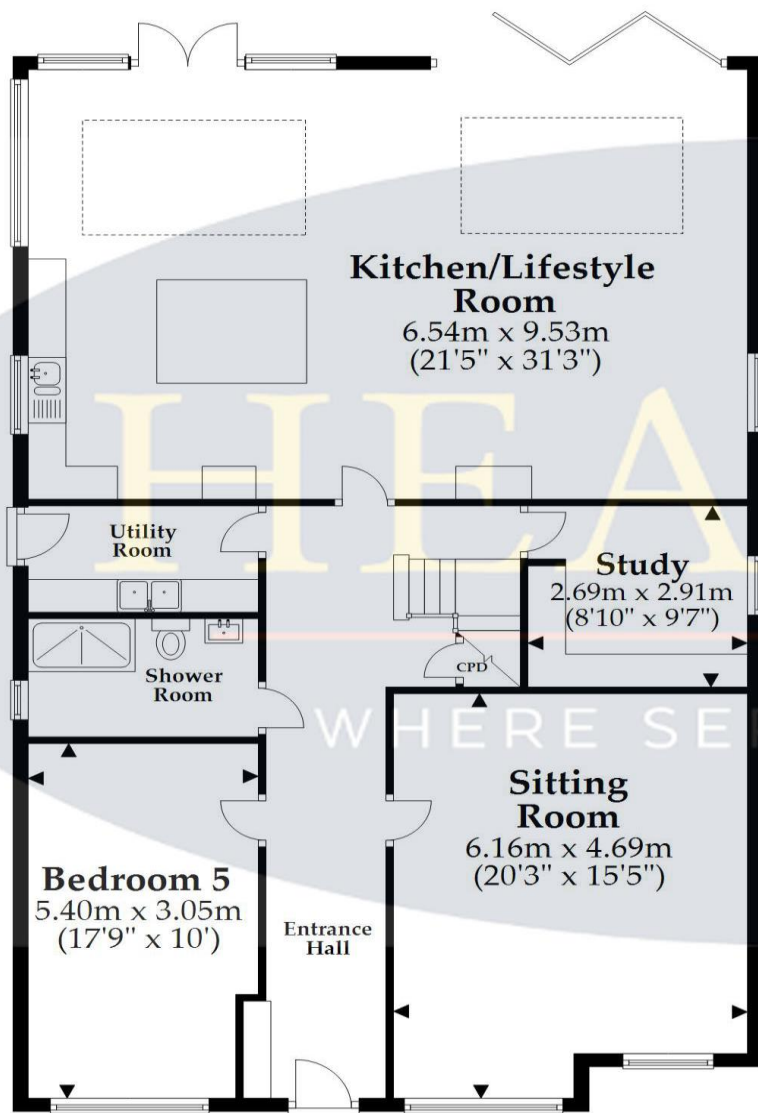 Kitchen/Lifestyle
Room
6.54m x 9.53m
(21'5" x 31'3")
HEA
Utility
Room
Study
2.69m x 2.91m
(8'10" x 9'7")
Shower
Room
CPD
WHERE SE
Sitting
Room
6.16m x 4.69m
(20'3" x 15'5")
Bedroom 5
5.40m x 3.05m
(17'9" x 10')
Entrance
Hall